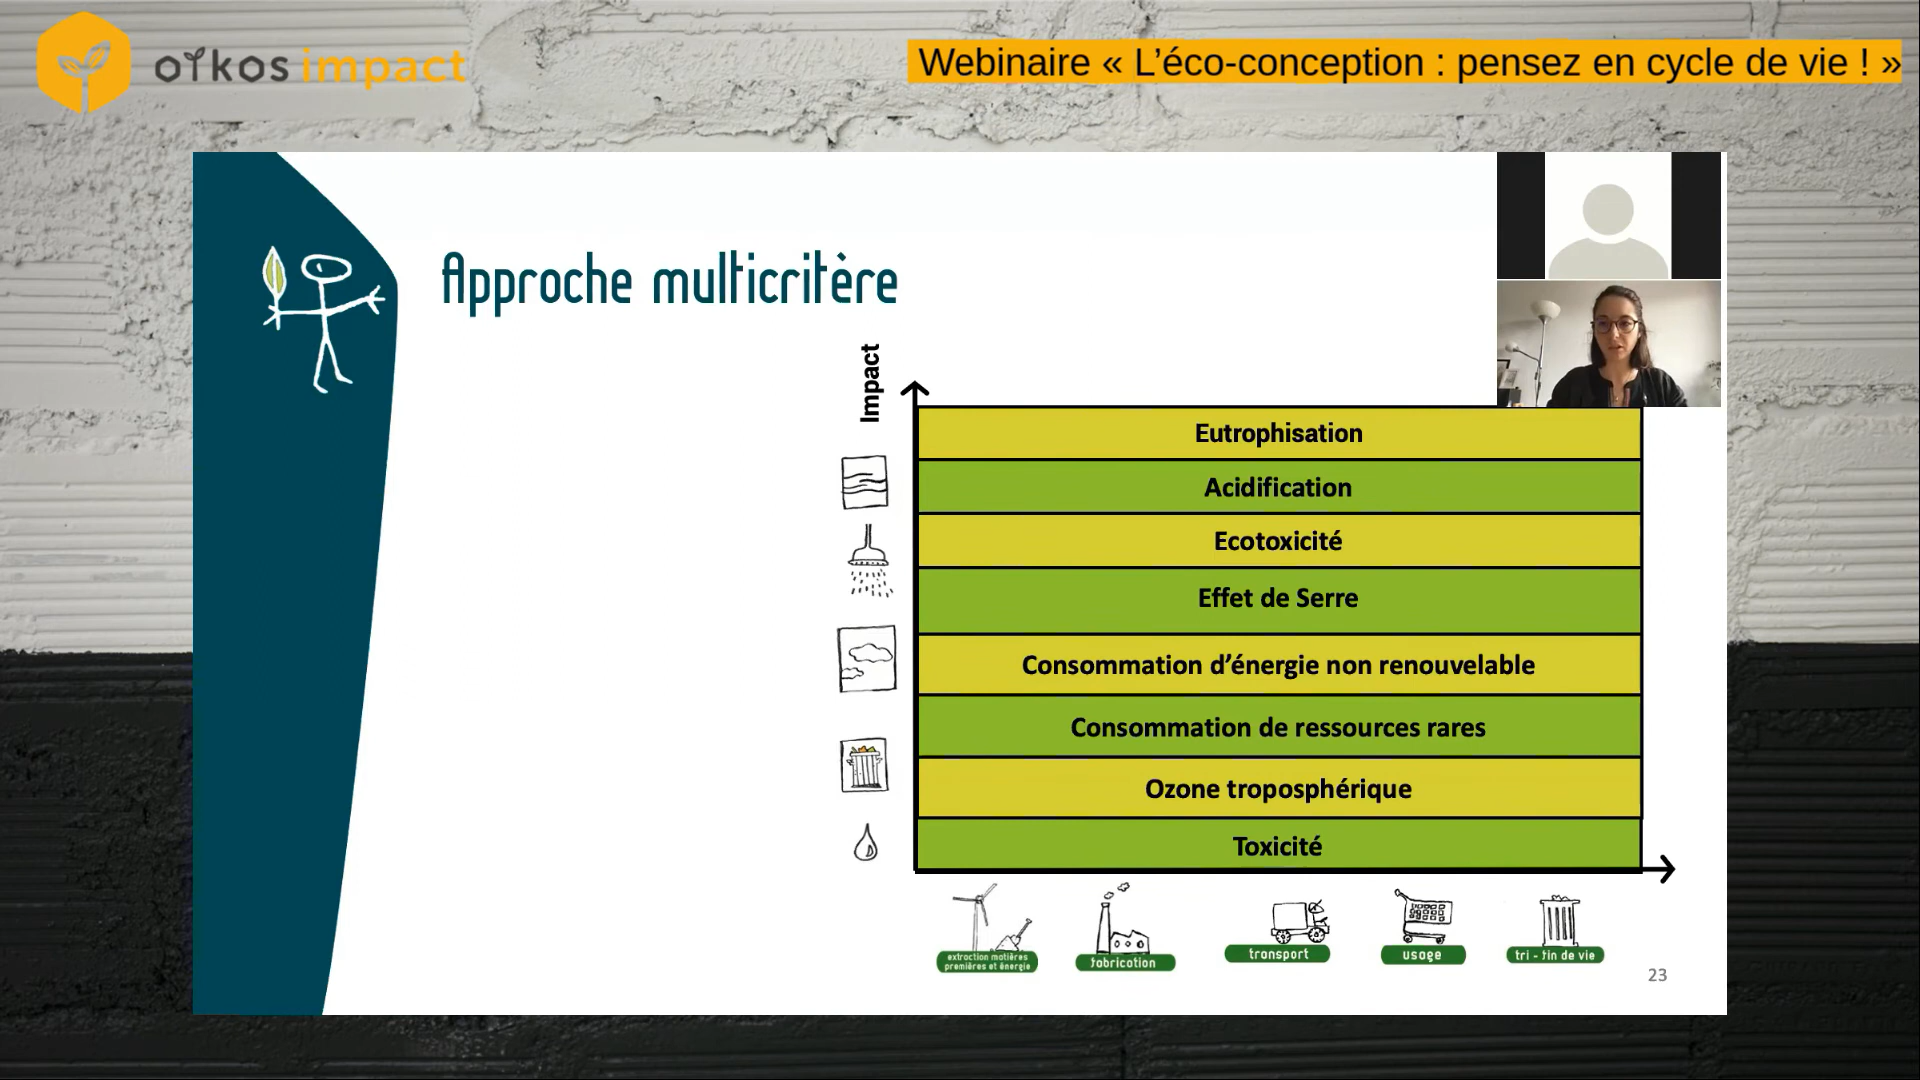 oikos impact
Webinaire « L’éco-conception : pensez en cycle de vie ! »
Approche multicritère
Impact
Eutrophisation
Acidification
Ecotoxicité
Effet de Serre
Consommation d’énergie non renouvelable
Consommation de ressources rares
Ozone troposphérique
Toxicité
extraction matières
premières et énergie
fabrication
transport
usage
tri - fin de vie
23